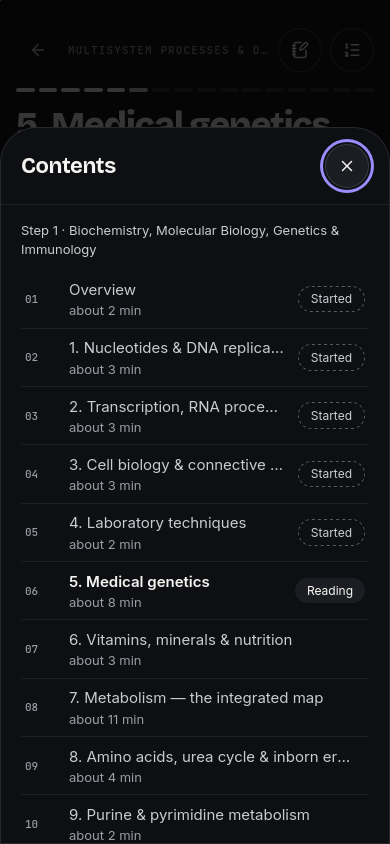 MULTISYSTEM PROCESSES & D…
5. Medical genetics
Contents
Step 1 · Biochemistry, Molecular Biology, Genetics &
Immunology
01
Overview
about 2 min
Started
02
1. Nucleotides & DNA replica…
about 3 min
Started
03
2. Transcription, RNA proce…
about 3 min
Started
04
3. Cell biology & connective …
about 3 min
Started
05
4. Laboratory techniques
about 2 min
Started
06
5. Medical genetics
about 8 min
Reading
07
6. Vitamins, minerals & nutrition
about 3 min
08
7. Metabolism — the integrated map
about 11 min
09
8. Amino acids, urea cycle & inborn er…
about 4 min
10
9. Purine & pyrimidine metabolism
about 2 min